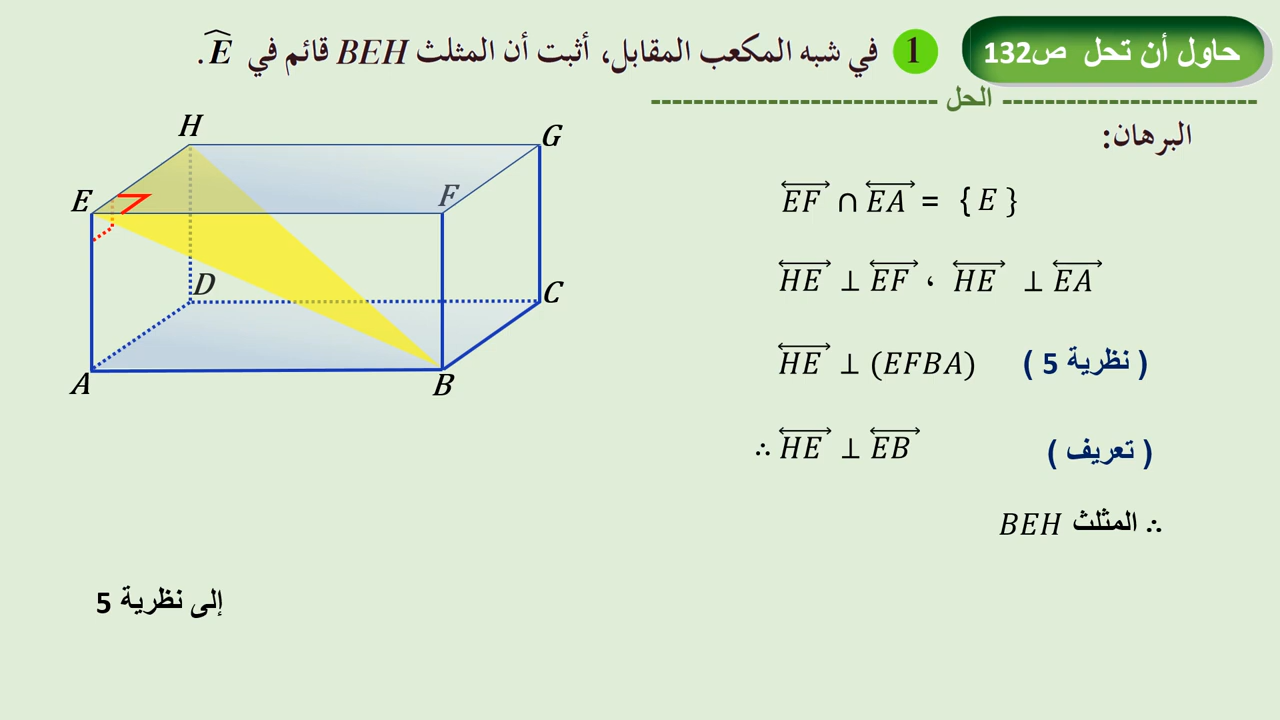 حاول أن تحل ص132
1 في شبه المكعب المقابل، أثبت أن المثلث BEH قائم في Ê.
------------------------ الحل ---------------------------
البرهان:
H
G
E
F
D
C
A
B
EF ∩ EA = { E }
HE ⊥ EF ، HE ⊥ EA
HE ⊥ (EFBA) ( نظرية 5 )
∴ HE ⊥ EB ( تعريف )
∴ المثلث BEH
إلى نظرية 5